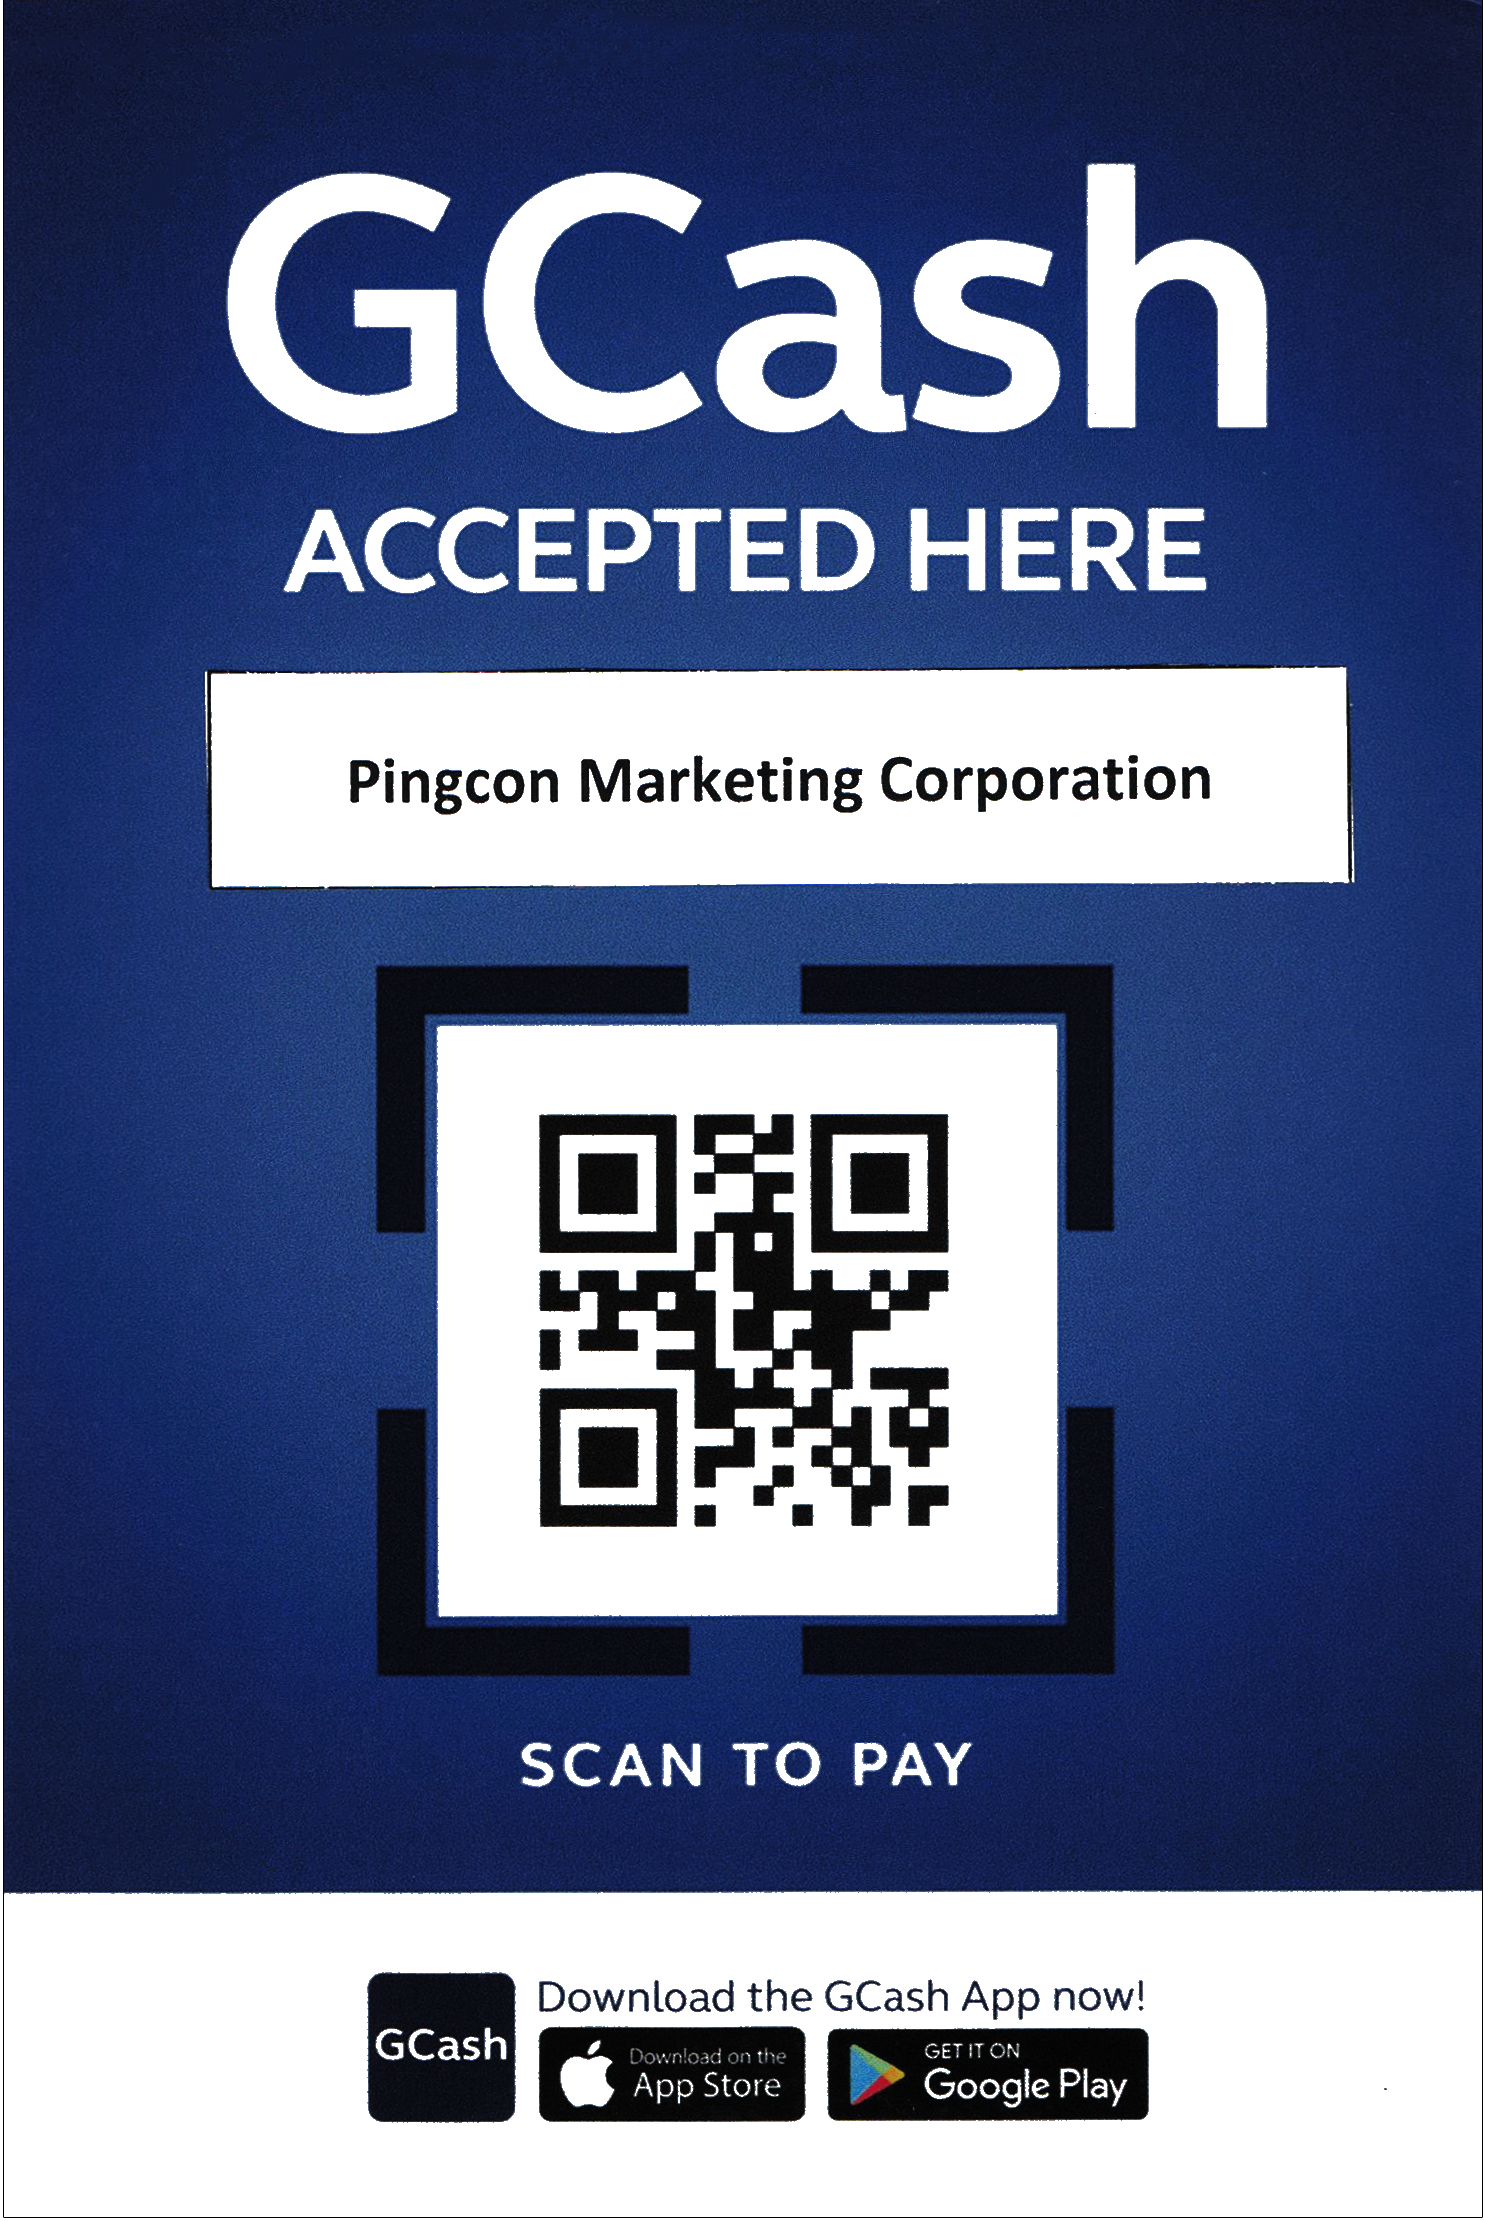 GCash
ACCEPTED HERE
Pingcon Marketing Corporation
SCAN TO PAY
GCash
Download the GCash App now!
Download on the
App Store
GET IT ON
Google Play